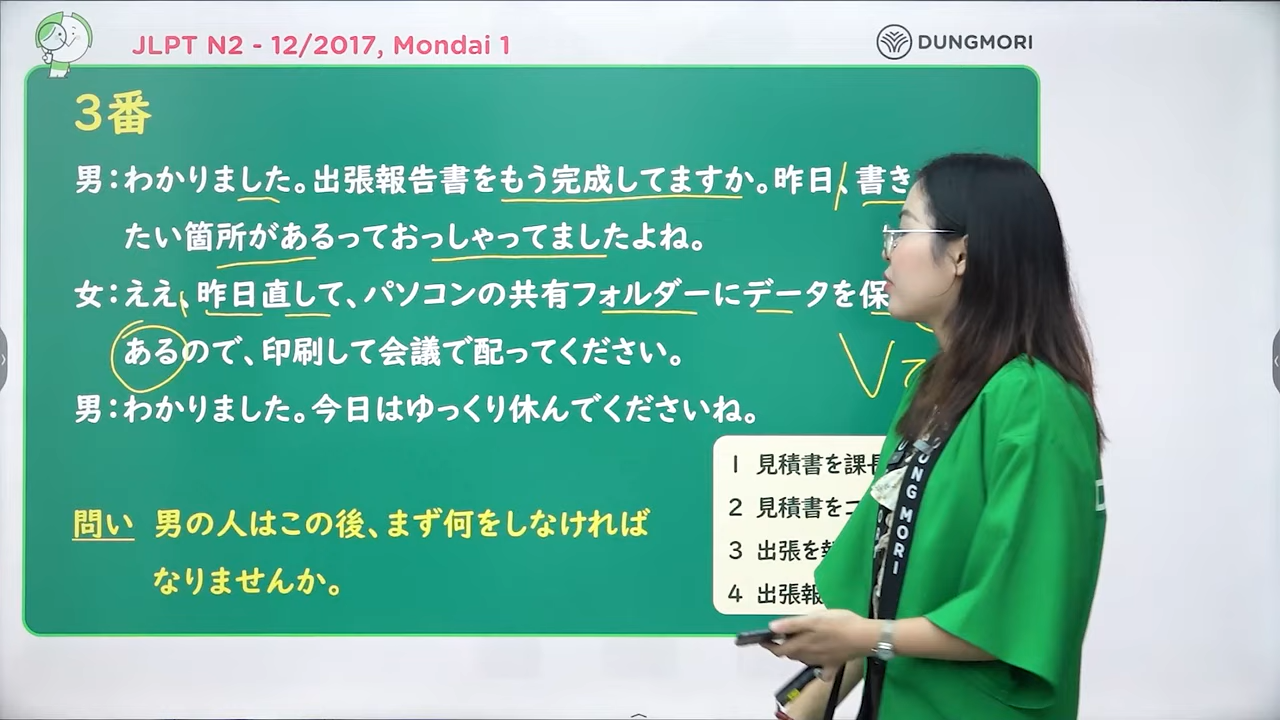 JLPT N2 - 12/2017, Mondai 1
DUNGMORI
3番
男：わかりました。出張報告書をもう完成してますか。昨日、書き
たい箇所があるっておっしゃってましたよね。
女：ええ、昨日直して、パソコンの共有フォルダーにデータを保
あるので、印刷して会議で配ってください。
男：わかりました。今日はゆっくり休んでくださいね。
問い 男の人はこの後、まず何をしなければ
なりませんか。
1 見積書を課長
2 見積書をコ
3 出張を報
4 出張報
DUNGMORI